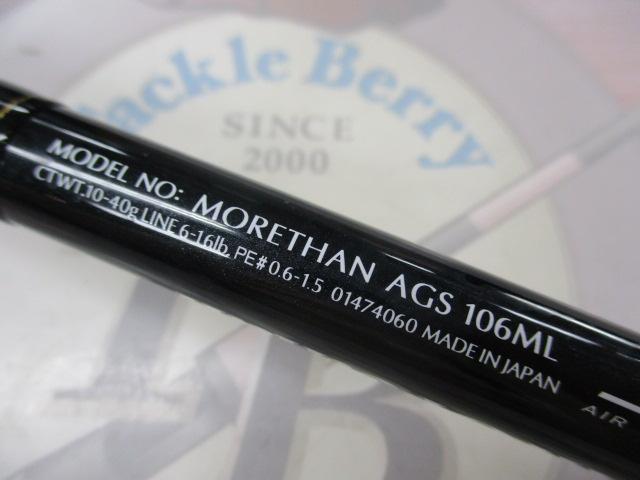 Tackle Berry
SINCE
2000
MODEL NO: MORETHAN AGS 106ML
CTWT.10-40g LINE 6-16lb. PE#0.6-1.5 01474060 MADE IN JAPAN
AIR